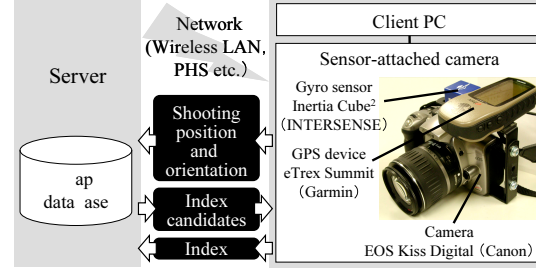 Server
ap
data ase
Network
(Wireless LAN,
PHS etc.)
Shooting
position
and
orientation
Index
candidates
Index
Client PC
Sensor-attached camera
Gyro sensor
Inertia Cube²
(INTERSENSE)
GPS device
eTrex Summit
(Garmin)
Camera
EOS Kiss Digital (Canon)